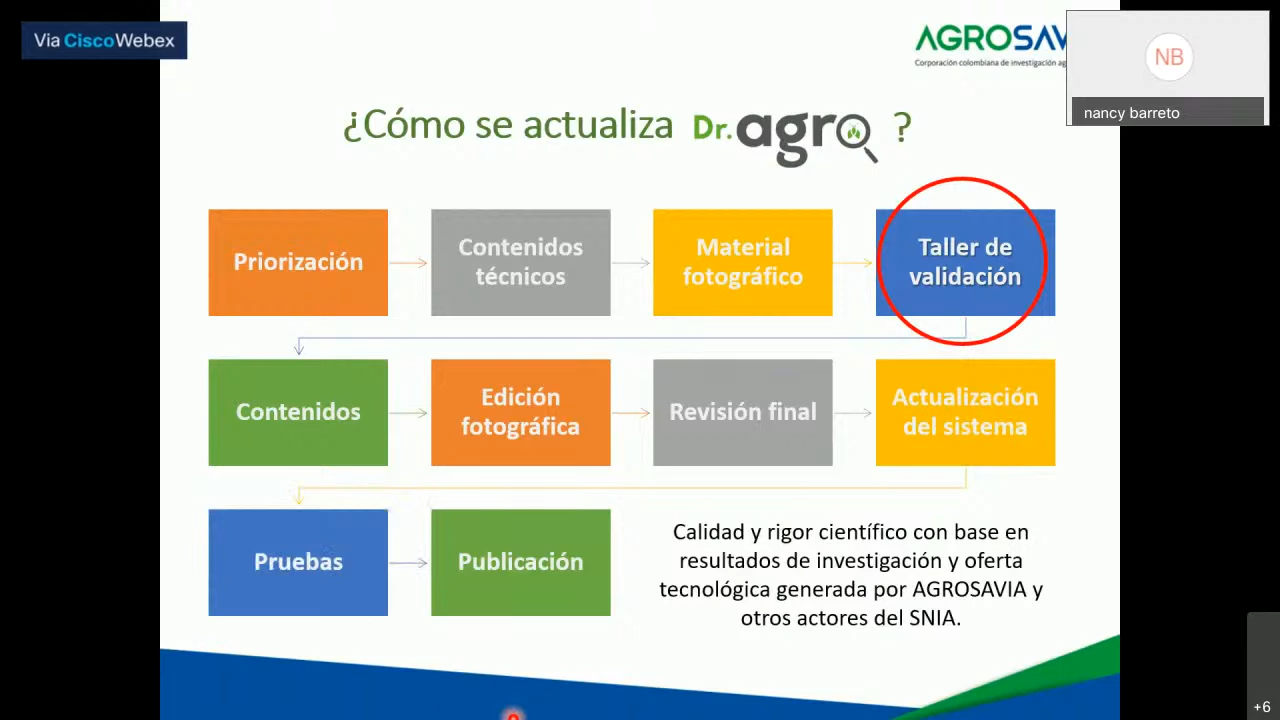 Via CiscoWebex
AGROSAV
Corporación colombiana de investigación ag
NB
nancy barreto
¿Cómo se actualiza Dr.agro ?
Priorización
Contenidos
técnicos
Material
fotográfico
Taller de
validación
Contenidos
Edición
fotográfica
Revisión final
Actualización
del sistema
Pruebas
Publicación
Calidad y rigor científico con base en
resultados de investigación y oferta
tecnológica generada por AGROSAVIA y
otros actores del SNIA.
+6